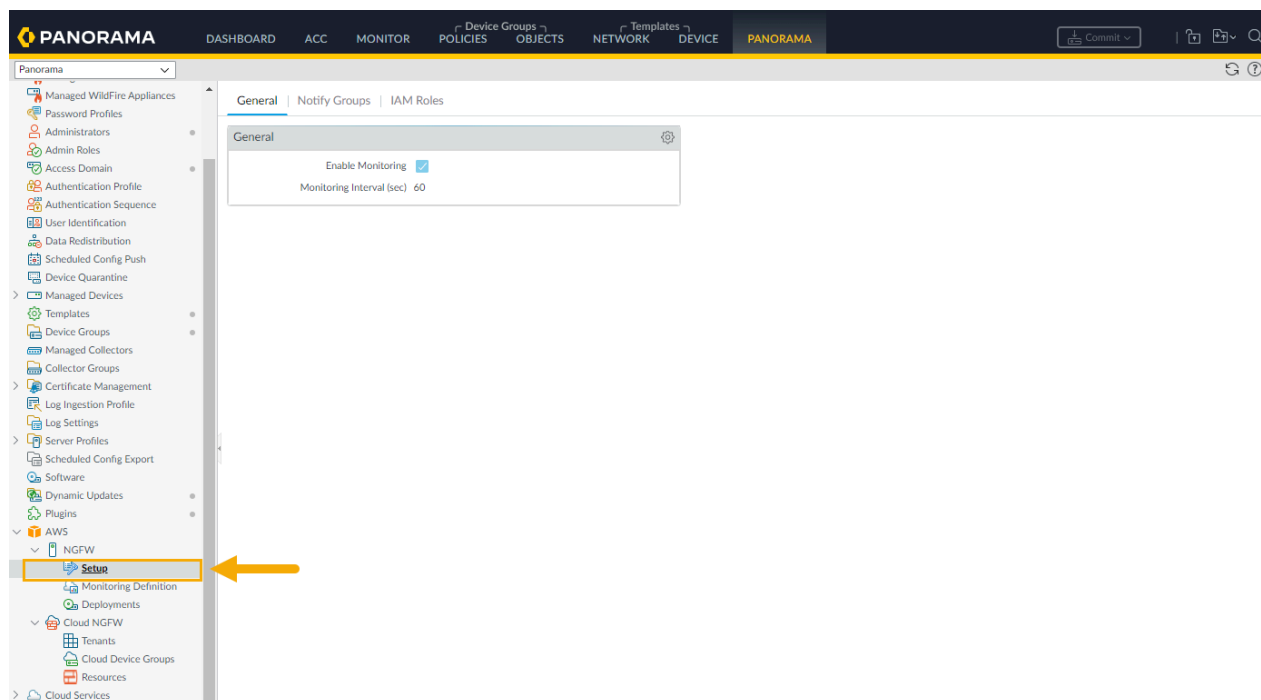 PANORAMA
DASHBOARD
ACC
MONITOR
Device Groups
POLICIES
OBJECTS
Templates
NETWORK
DEVICE
PANORAMA
Commit
Panorama
Managed WildFire Appliances
Password Profiles
Administrators
Admin Roles
Access Domain
Authentication Profile
Authentication Sequence
User Identification
Data Redistribution
Scheduled Config Push
Device Quarantine
Managed Devices
Templates
Device Groups
Managed Collectors
Collector Groups
Certificate Management
Log Ingestion Profile
Log Settings
Server Profiles
Scheduled Config Export
Software
Dynamic Updates
Plugins
AWS
NGFW
Setup
Monitoring Definition
Deployments
Cloud NGFW
Tenants
Cloud Device Groups
Resources
Cloud Services
General | Notify Groups | IAM Roles
General
Enable Monitoring
Monitoring Interval (sec) 60